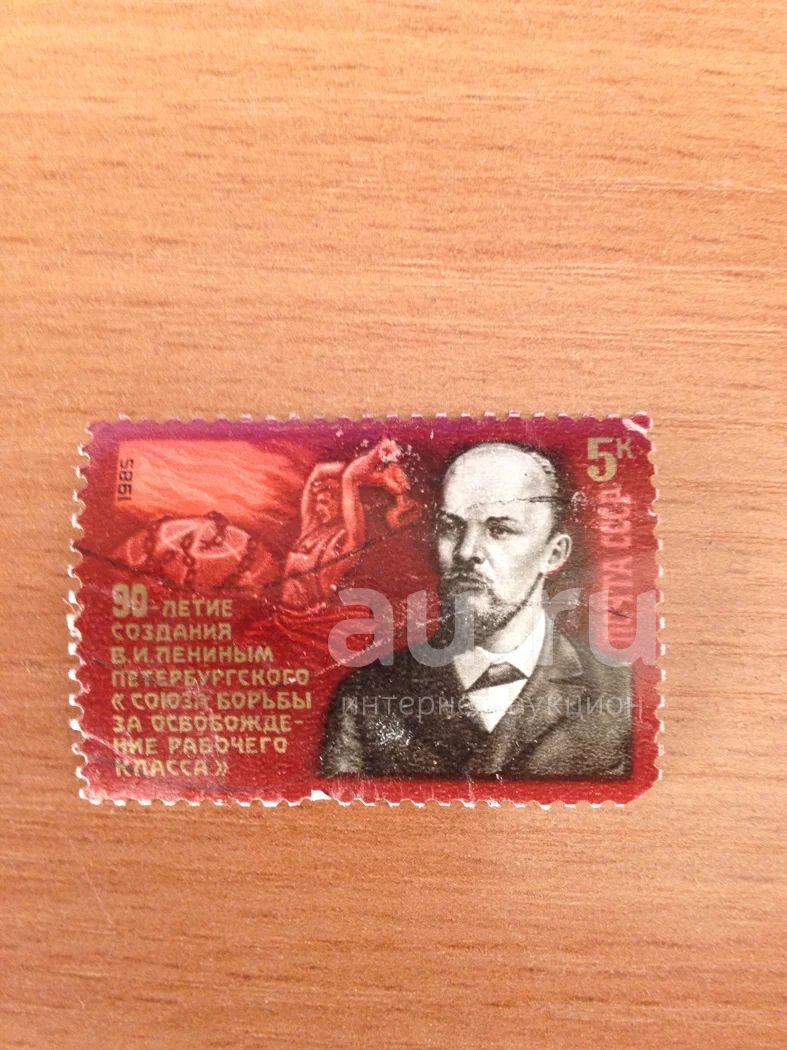 1985
5к
ПОЧТА СССР
90-ЛЕТИЕ
СОЗДАНИЯ
В.И.ЛЕНИНЫМ
ПЕТЕРБУРГСКОГО
«СОЮЗА БОРЬБЫ
ЗА ОСВОБОЖДЕ-
НИЕ РАБОЧЕГО
КЛАССА»
au.ru
интернет аукцион